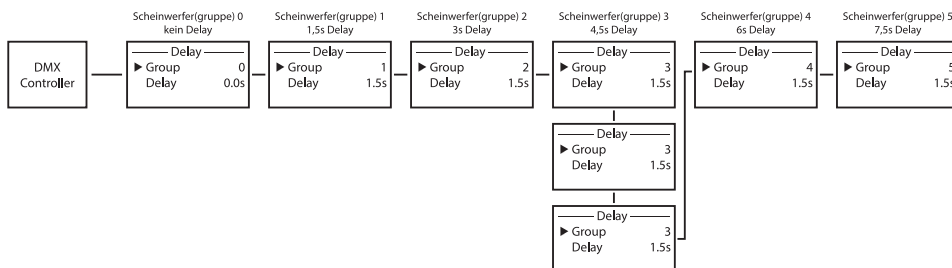 Scheinwerfer(gruppe) 0
kein Delay
Scheinwerfer(gruppe) 1
1,5s Delay
Scheinwerfer(gruppe) 2
3s Delay
Scheinwerfer(gruppe) 3
4,5s Delay
Scheinwerfer(gruppe) 4
6s Delay
Scheinwerfer(gruppe) 5
7,5s Delay
DMX
Controller
Delay
▶ Group 0
Delay 0.0s
Delay
▶ Group 1
Delay 1.5s
Delay
▶ Group 2
Delay 1.5s
Delay
▶ Group 3
Delay 1.5s
Delay
▶ Group 4
Delay 1.5s
Delay
▶ Group 5
Delay 1.5s
Delay
▶ Group 3
Delay 1.5s
Delay
▶ Group 3
Delay 1.5s